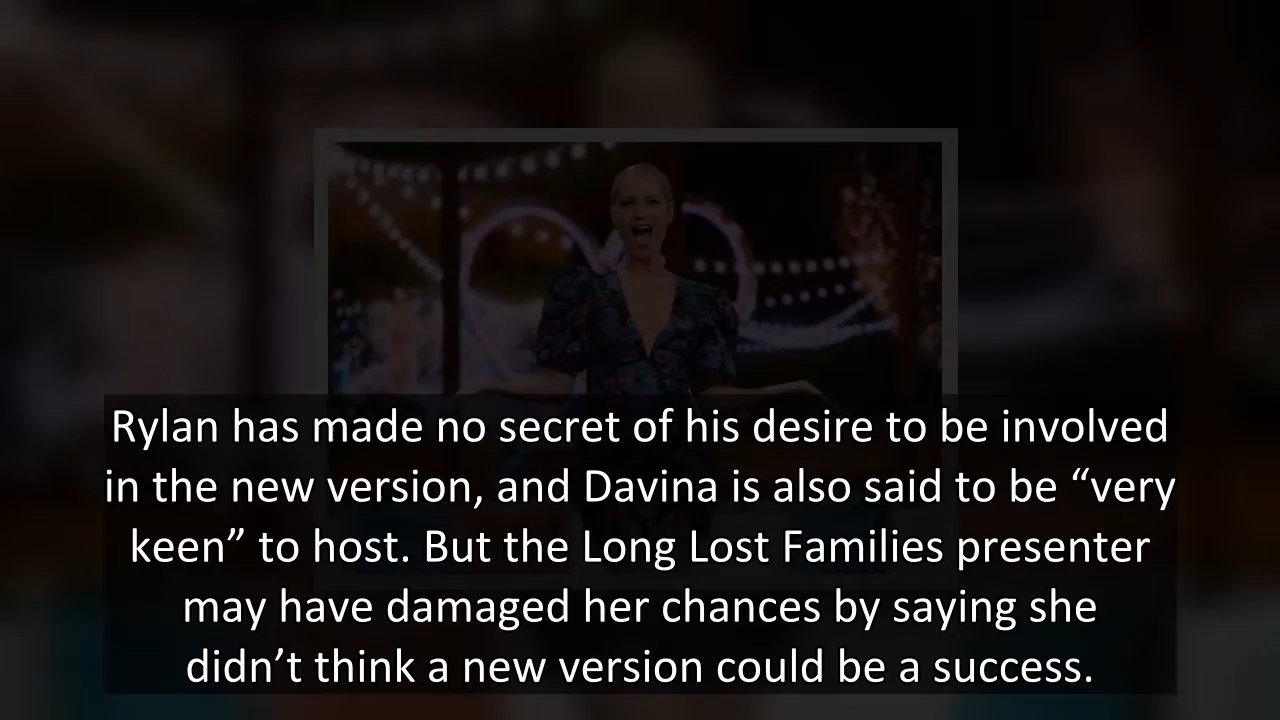 Rylan has made no secret of his desire to be involved
in the new version, and Davina is also said to be “very
keen” to host. But the Long Lost Families presenter
may have damaged her chances by saying she
didn’t think a new version could be a success.